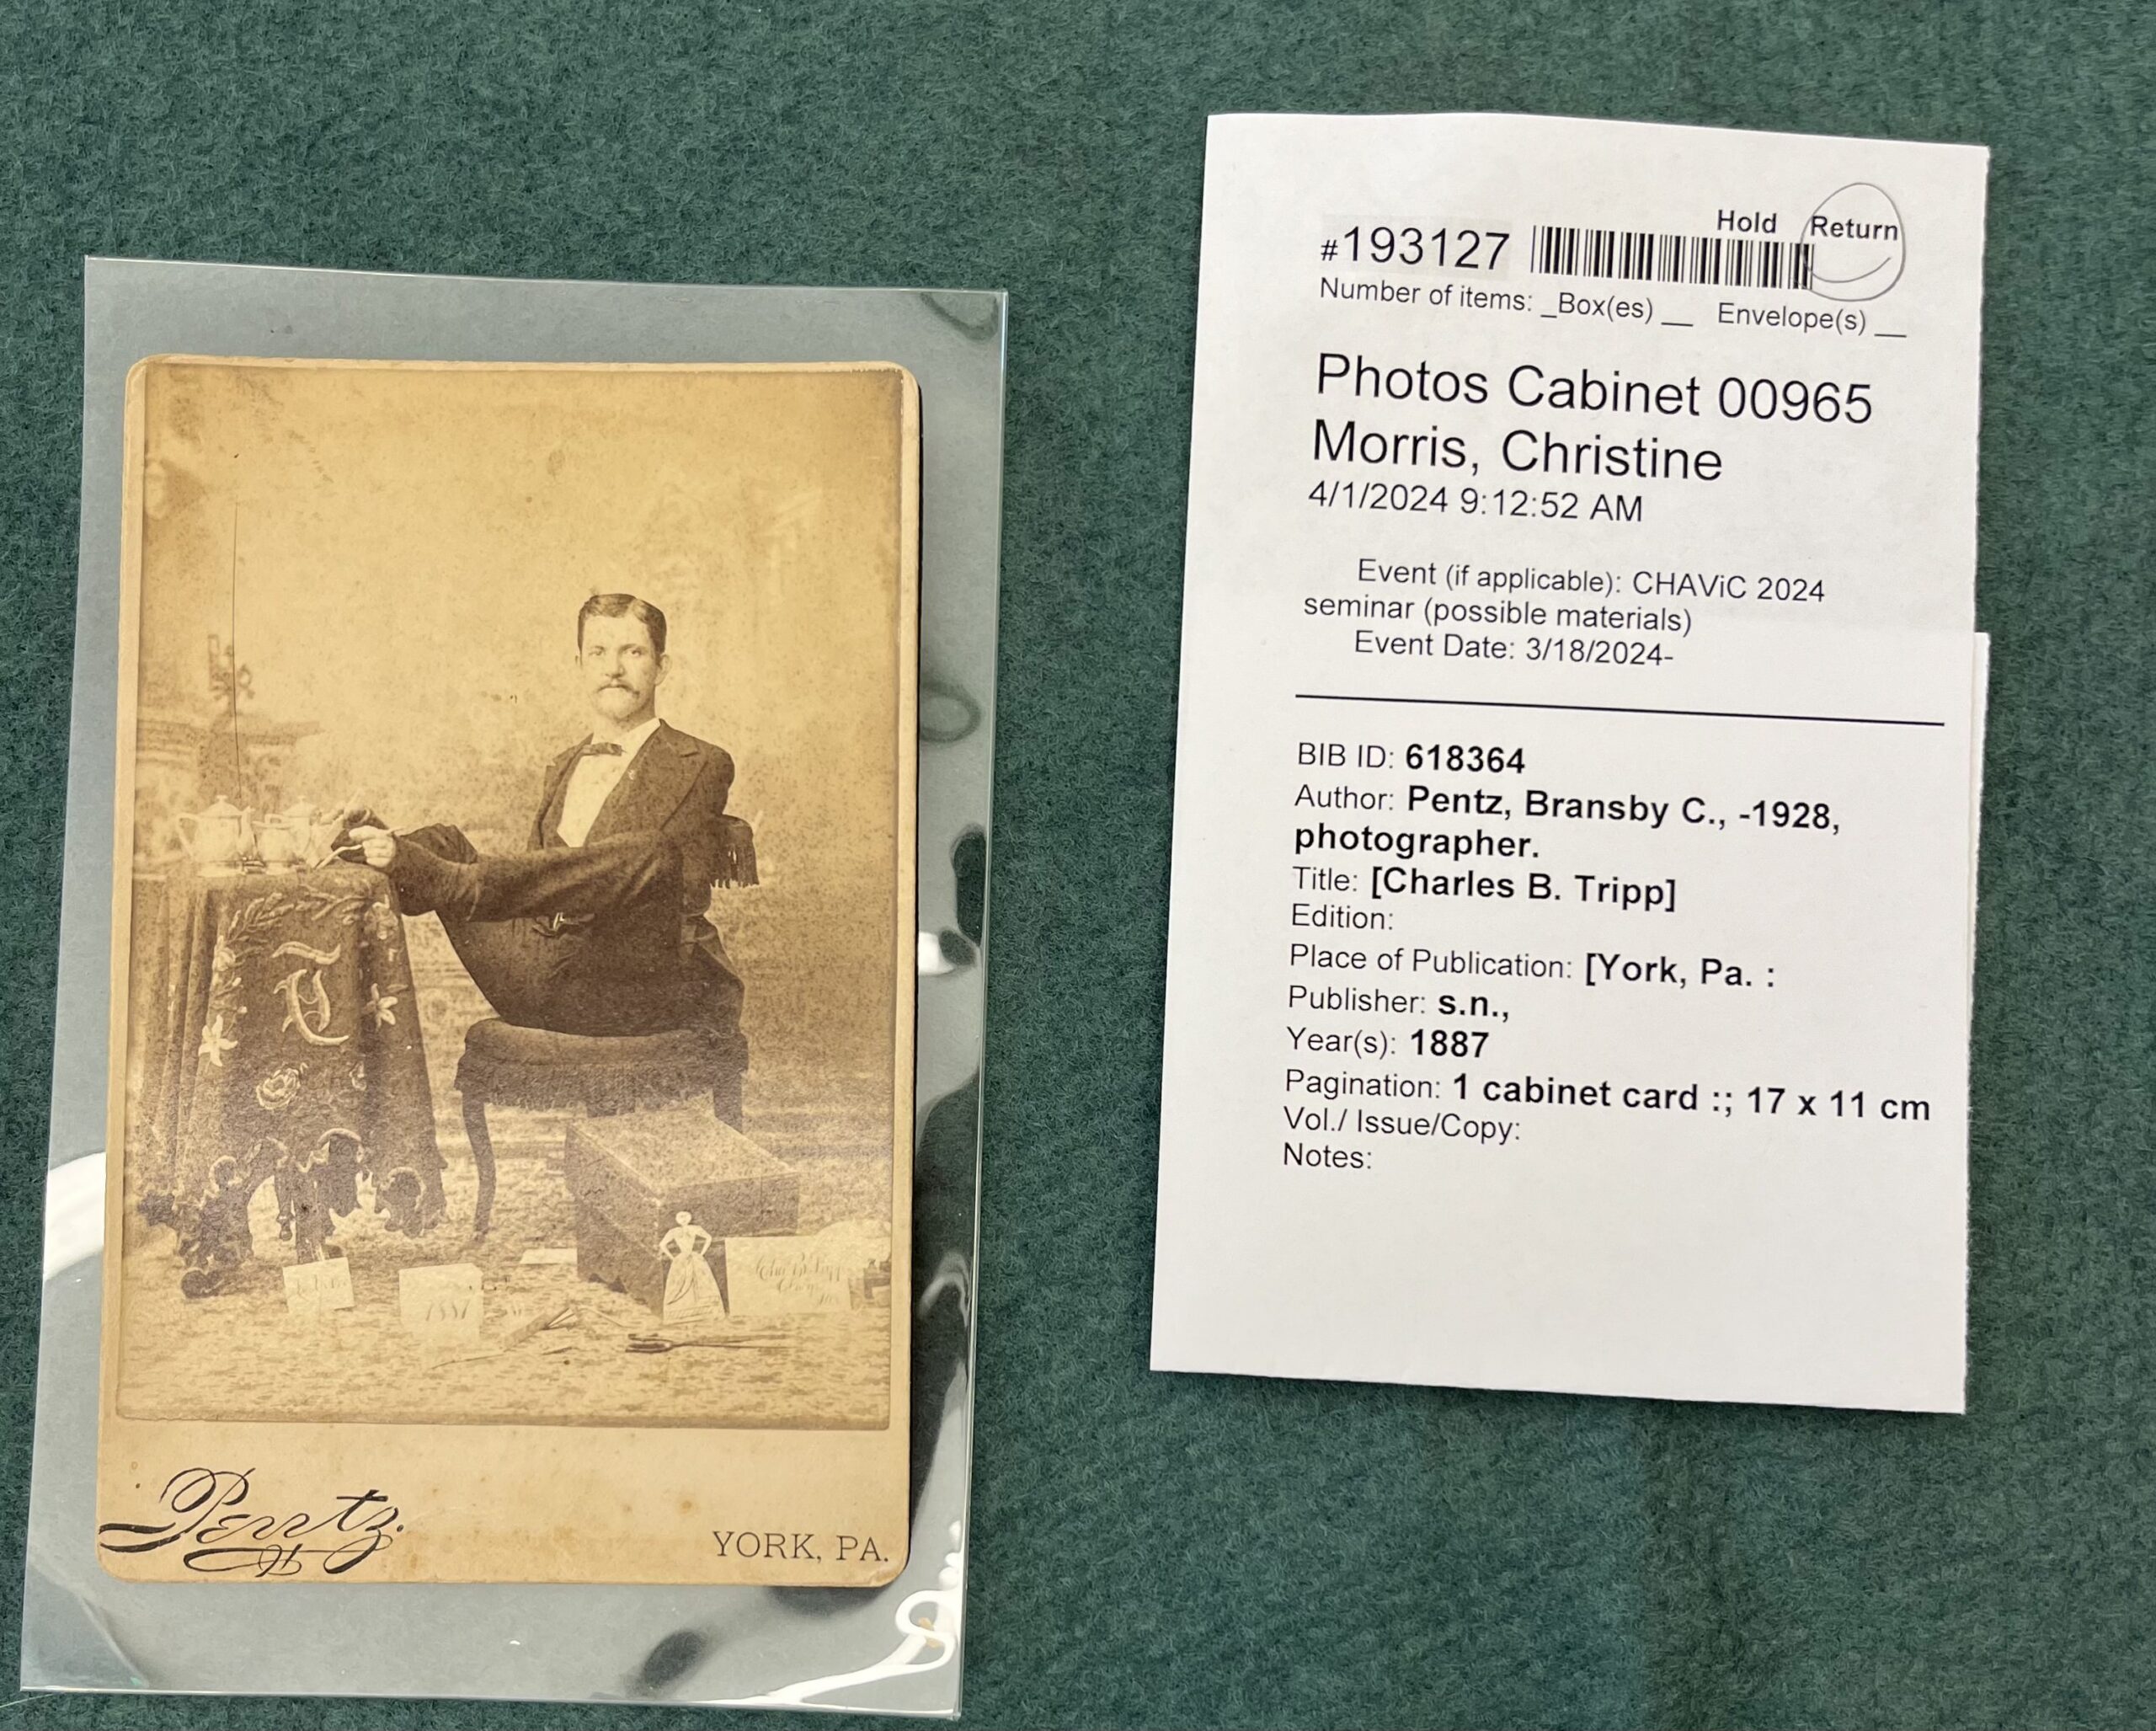 Pentz.
YORK, PA.
T
1887
Hold Return
#193127
Number of items: _Box(es) __ Envelope(s) __
Photos Cabinet 00965
Morris, Christine
4/1/2024 9:12:52 AM
Event (if applicable): CHAViC 2024
seminar (possible materials)
Event Date: 3/18/2024-
BIB ID: 618364
Author: Pentz, Bransby C., -1928,
photographer.
Title: [Charles B. Tripp]
Edition:
Place of Publication: [York, Pa. :
Publisher: s.n.,
Year(s): 1887
Pagination: 1 cabinet card :; 17 x 11 cm
Vol./ Issue/Copy:
Notes: